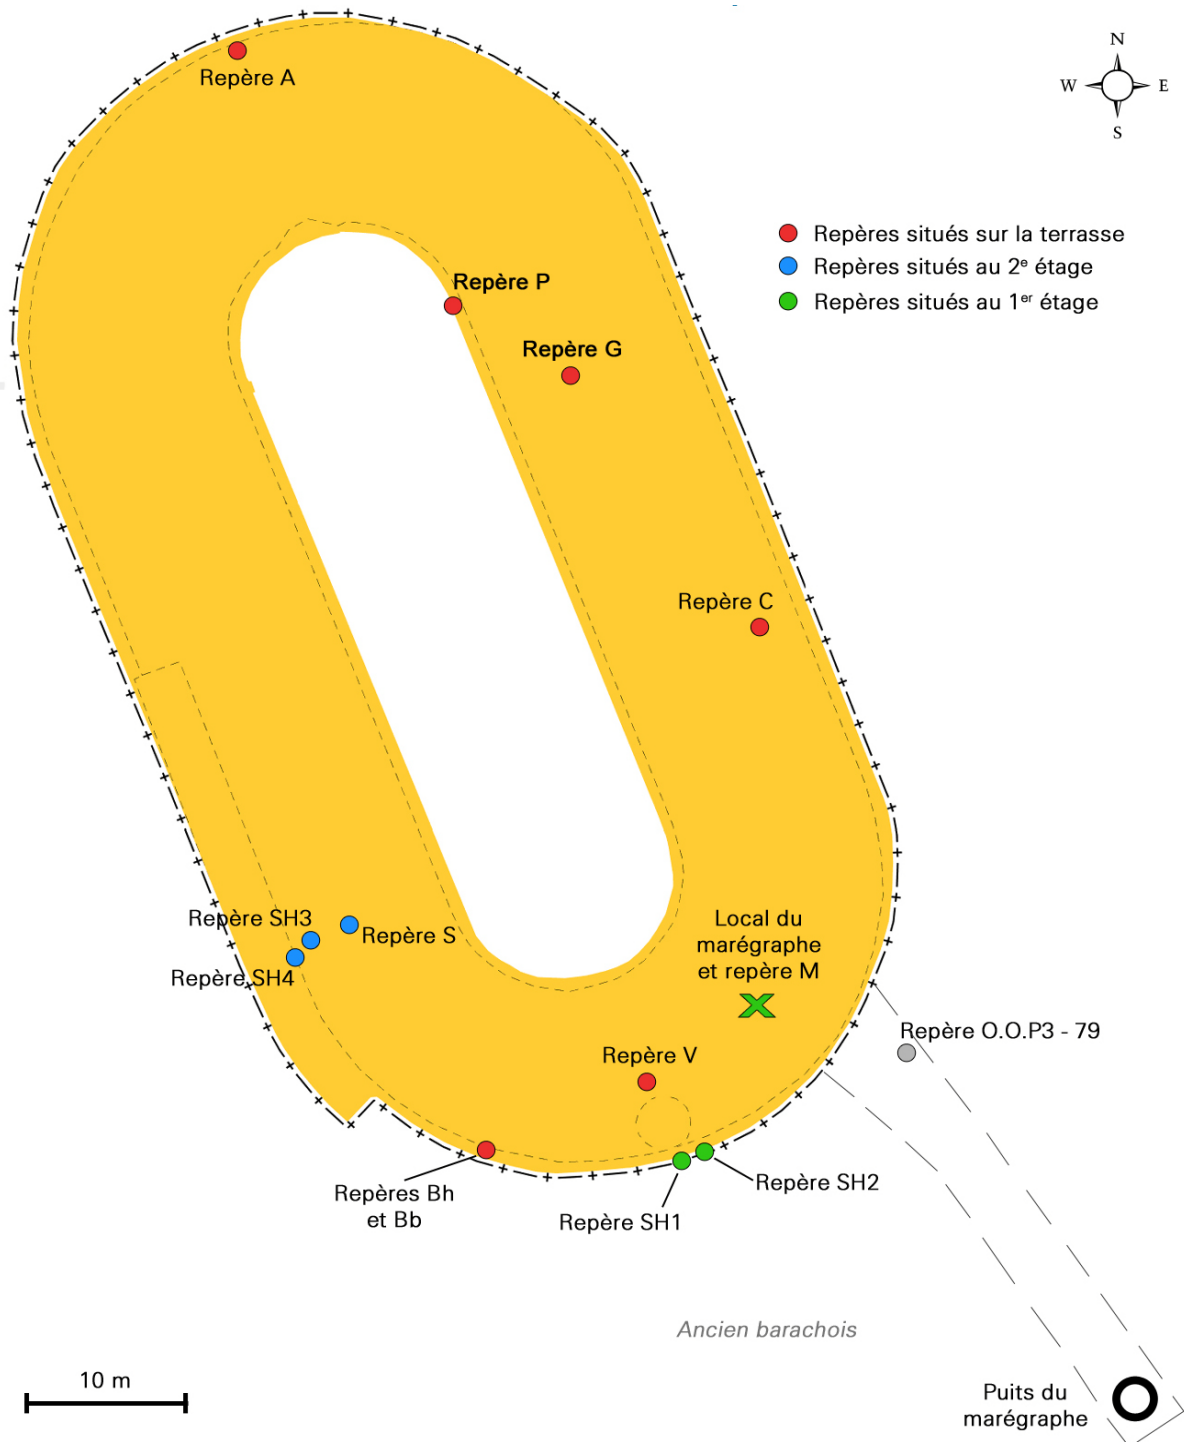 N
W E
S
Repère A
Repères situés sur la terrasse
Repères situés au 2e étage
Repères situés au 1er étage
Repère P
Repère G
Repère C
Repère SH3
Repère S
Repère SH4
Local du
marégraphe
et repère M
Repère O.O.P3 - 79
Repère V
Repère SH2
Repères Bh
et Bb
Repère SH1
Ancien barachois
10 m
Puits du
marégraphe